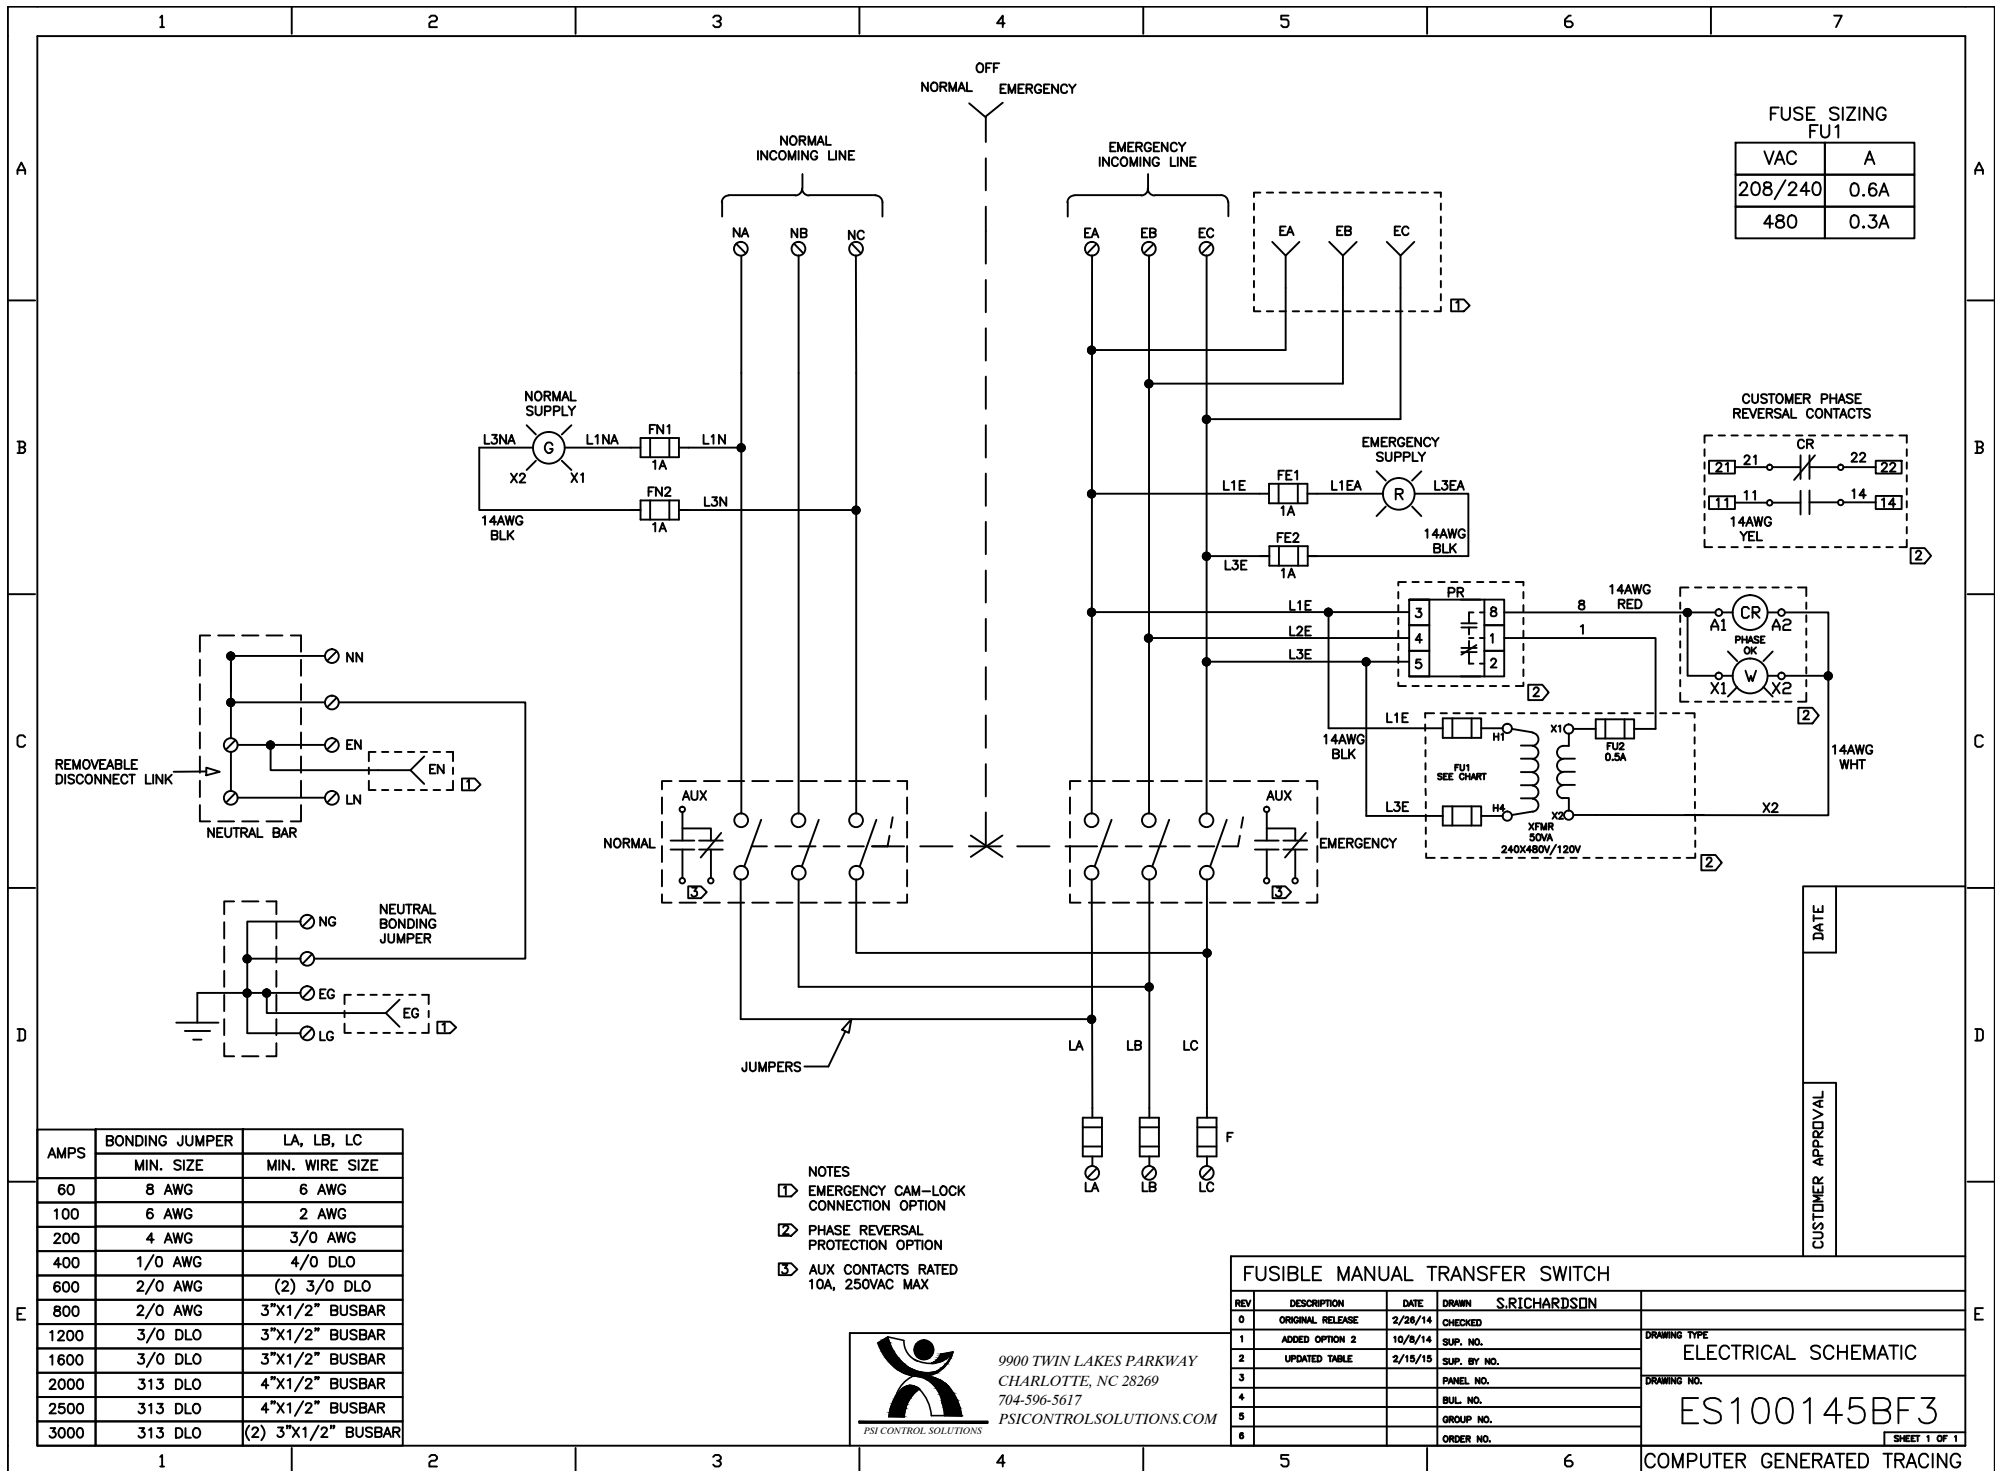 1 2 3 4 5 6 7
A
B
C
D
E
A
B
C
D
E
1 2 3 4 5 6
OFF
NORMAL EMERGENCY
NORMAL
INCOMING LINE
NA NB NC
EMERGENCY
INCOMING LINE
EA EB EC
EA EB EC
1
FUSE SIZING
FU1
VAC A
208/240 0.6A
480 0.3A
NORMAL
SUPPLY
L3NA G L1NA FN1 L1N
X2 X1 1A
FN2 L3N
1A
14AWG
BLK
EMERGENCY
SUPPLY
L1E FE1 L1EA R L3EA
1A
FE2
L3E 1A
14AWG
BLK
CUSTOMER PHASE
REVERSAL CONTACTS
CR
21 21 22 22
11 11 14 14
14AWG
YEL
2
PR
L1E 3 8 8
L2E 4 1 1
L3E 5 2
2
14AWG
RED
CR
A1 A2
PHASE
OK
W
X1 X2
2
14AWG
WHT
L1E
14AWG
BLK
L3E
H1 X1
FU1
SEE CHART
FU2
0.5A
H4 X2
X2
XFMR
50VA
240X480V/120V
2
NN
EN
EN 1
LN
REMOVEABLE
DISCONNECT LINK
NEUTRAL BAR
AUX
NORMAL
3
AUX
EMERGENCY
3
NG
NEUTRAL
BONDING
JUMPER
EG
EG 1
LG
JUMPERS
LA LB LC
F
LA LB LC
AMPS BONDING JUMPER LA, LB, LC
MIN. SIZE MIN. WIRE SIZE
60 8 AWG 6 AWG
100 6 AWG 2 AWG
200 4 AWG 3/0 AWG
400 1/0 AWG 4/0 DLO
600 2/0 AWG (2) 3/0 DLO
800 2/0 AWG 3"X1/2" BUSBAR
1200 3/0 DLO 3"X1/2" BUSBAR
1600 3/0 DLO 3"X1/2" BUSBAR
2000 313 DLO 4"X1/2" BUSBAR
2500 313 DLO 4"X1/2" BUSBAR
3000 313 DLO (2) 3"X1/2" BUSBAR
NOTES
1 EMERGENCY CAM-LOCK
CONNECTION OPTION
2 PHASE REVERSAL
PROTECTION OPTION
3 AUX CONTACTS RATED
10A, 250VAC MAX
PSI CONTROL SOLUTIONS
9900 TWIN LAKES PARKWAY
CHARLOTTE, NC 28269
704-596-5617
PSICONTROLSOLUTIONS.COM
DATE
CUSTOMER APPROVAL
FUSIBLE MANUAL TRANSFER SWITCH
REV DESCRIPTION DATE DRAWN S.RICHARDSON
0 ORIGINAL RELEASE 2/26/14 CHECKED
1 ADDED OPTION 2 10/8/14 SUP. NO.
2 UPDATED TABLE 2/15/15 SUP. BY NO.
3 PANEL NO.
4 BUL. NO.
5 GROUP NO.
6 ORDER NO.
DRAWING TYPE
ELECTRICAL SCHEMATIC
DRAWING NO.
ES100145BF3
SHEET 1 OF 1
COMPUTER GENERATED TRACING